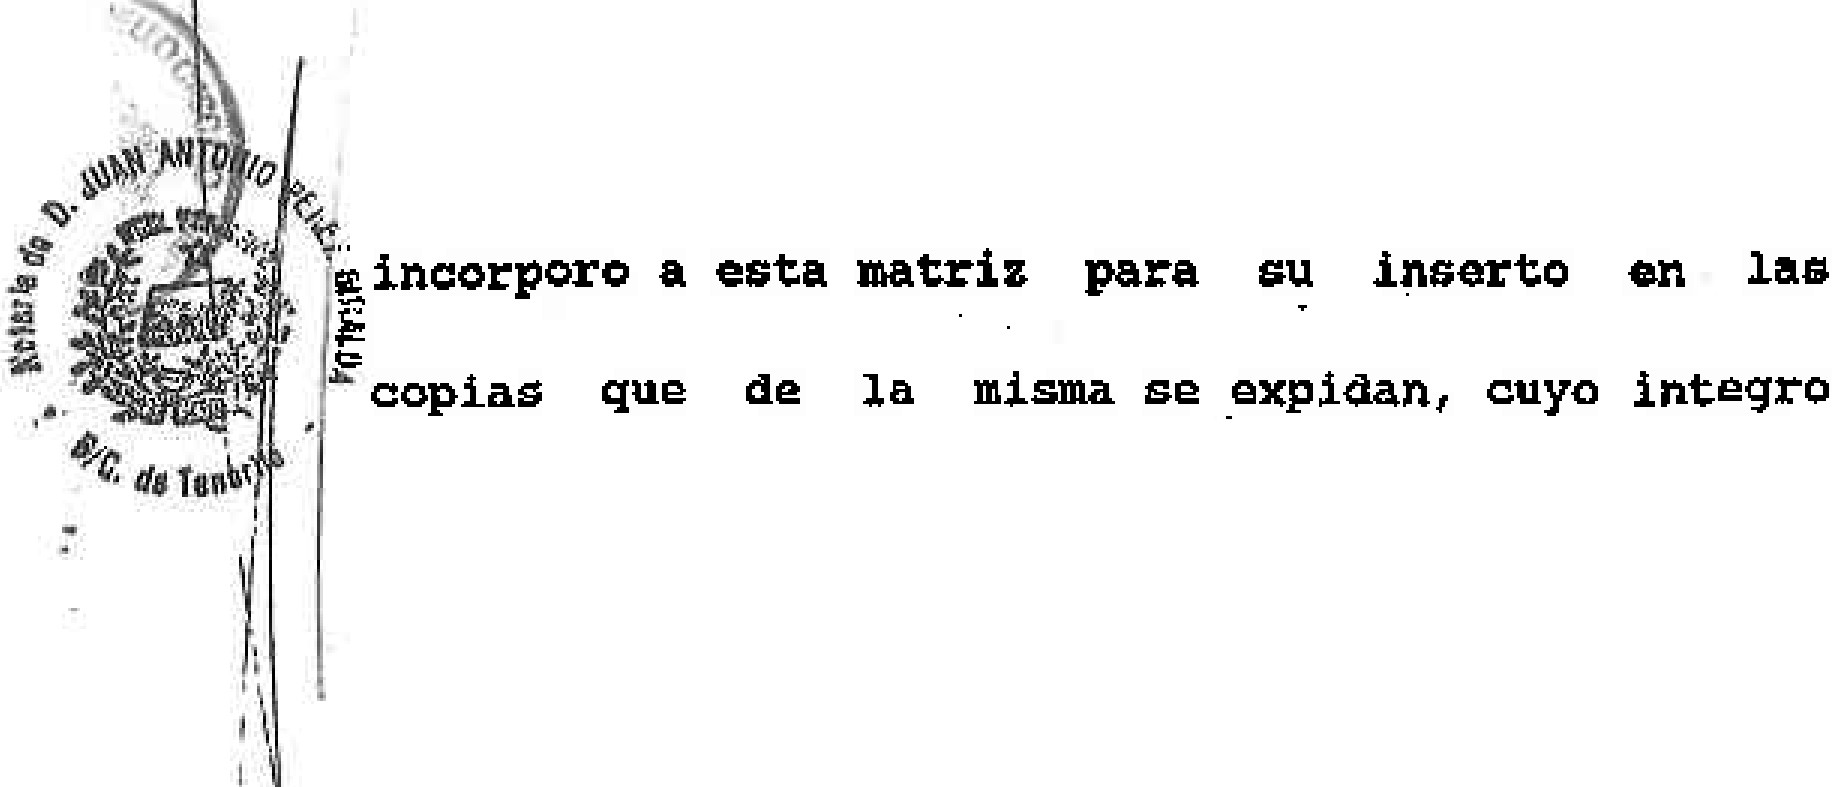 Notaría de D. JUAN ANTONIO
S/C. de Tenerife
incorporo a esta matriz para su inserto en las
copias que de la misma se expidan, cuyo integro